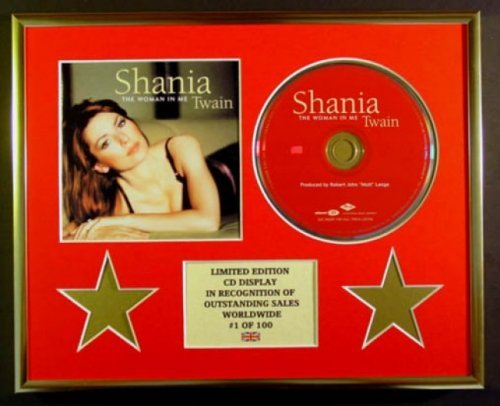 Shania
THE WOMAN IN ME Twain
Shania
THE WOMAN IN ME Twain
Produced by Robert John "Mutt" Lange
LIMITED EDITION
CD DISPLAY
IN RECOGNITION OF
OUTSTANDING SALES
WORLDWIDE
#1 OF 100